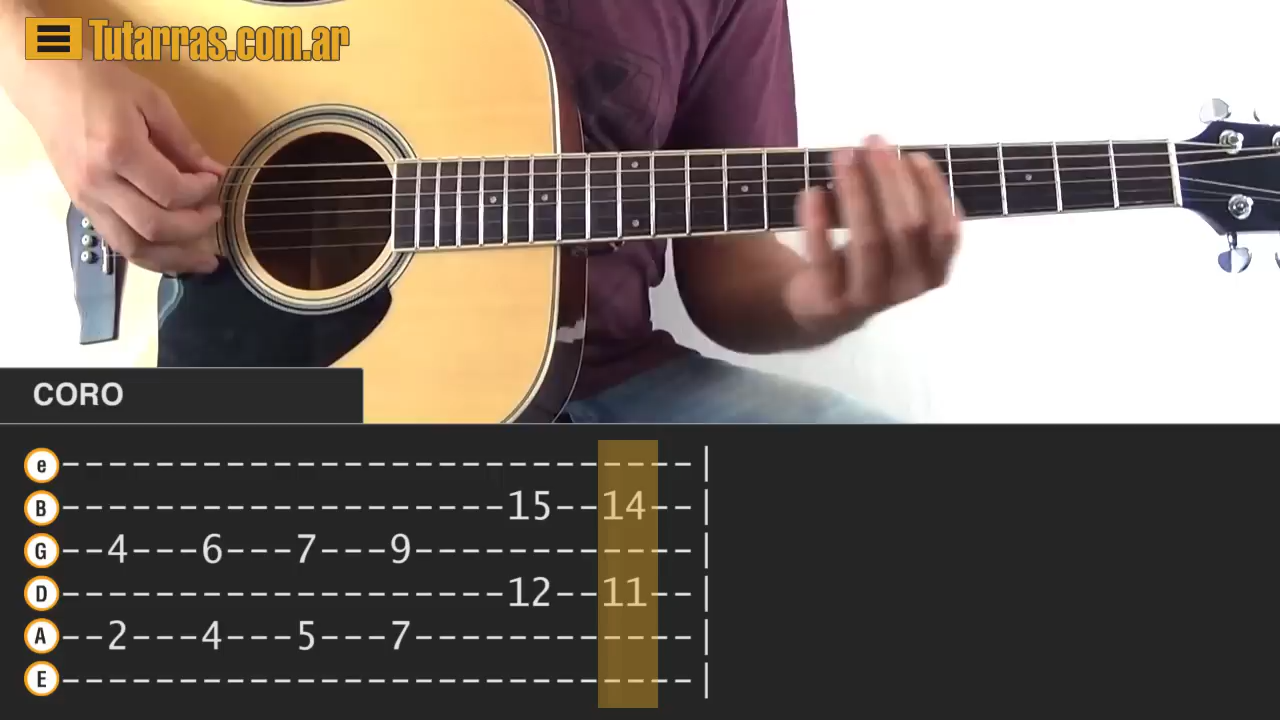 Tutarras.com.ar
CORO
e----------------------------|
B--------------------15--14--|
G--4---6---7---9-------------|
D--------------------12--11--|
A--2---4---5---7-------------|
E----------------------------|